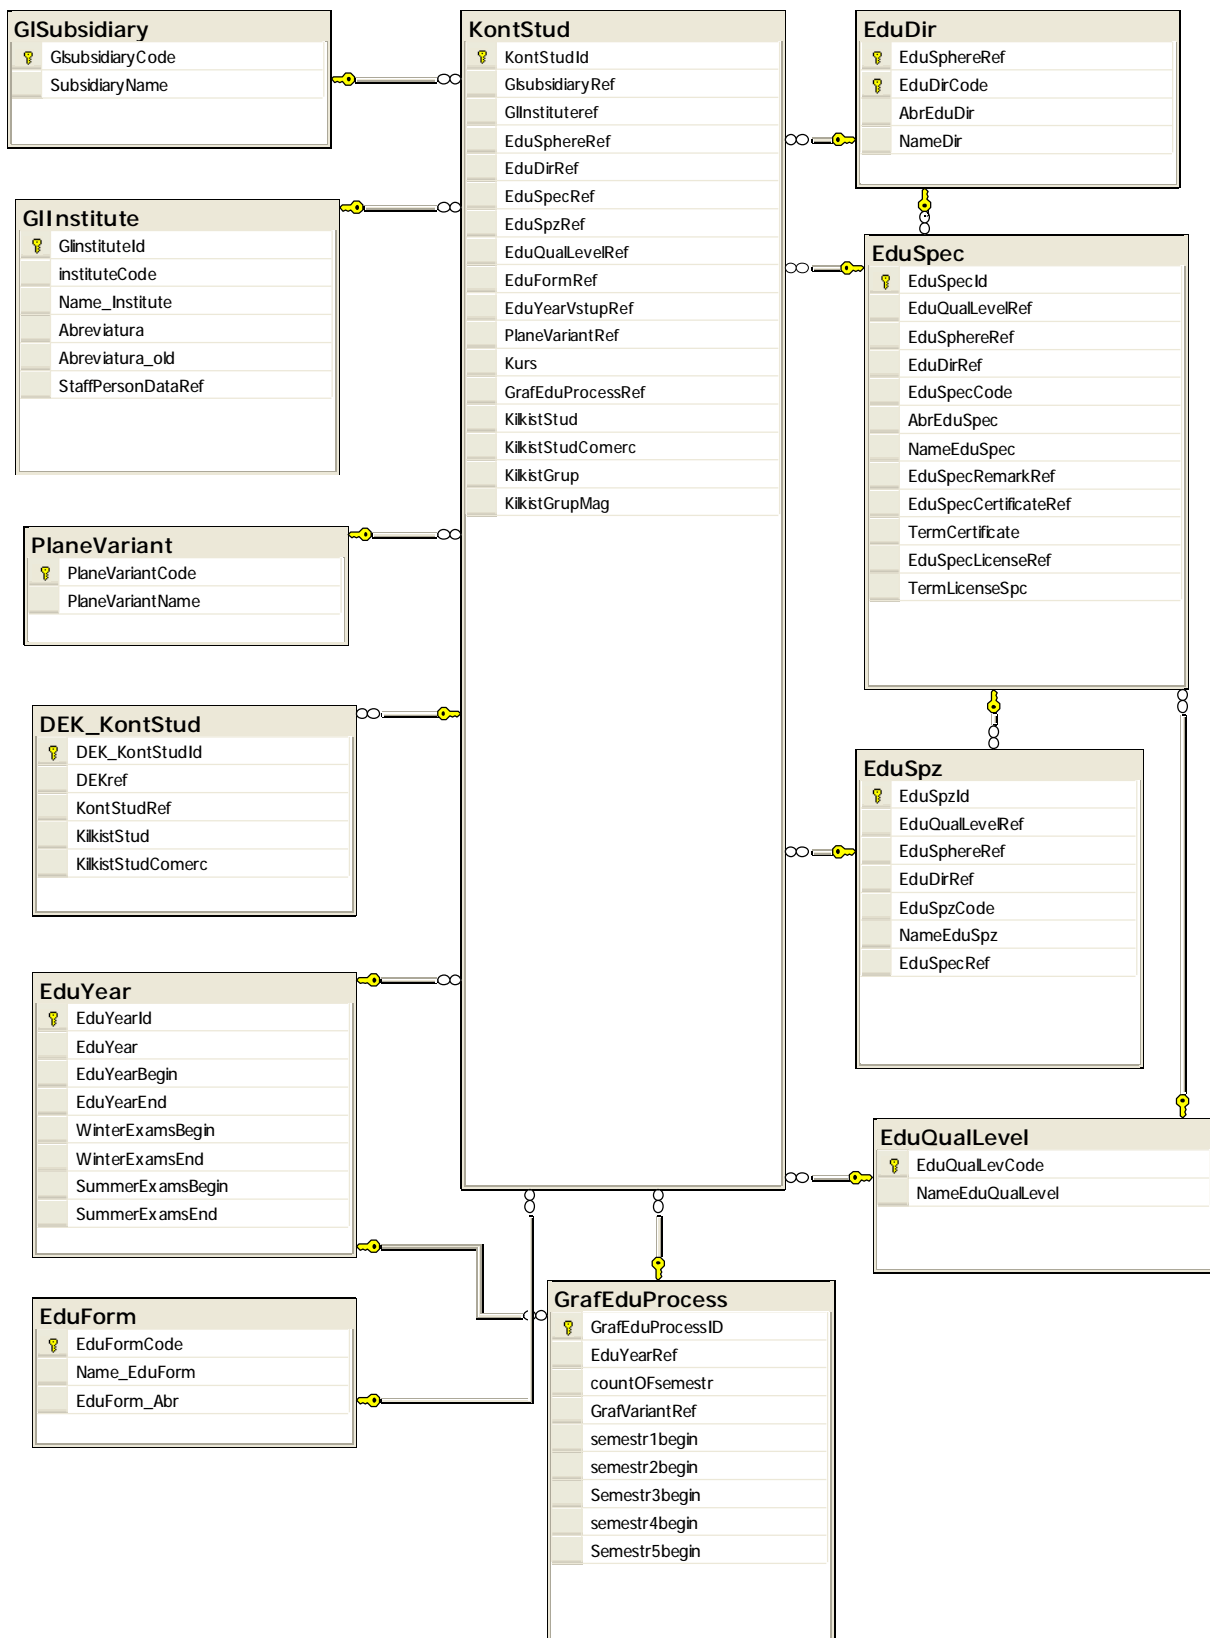 GlSubsidiary
GlsubsidiaryCode
SubsidiaryName
GlInstitute
GlinstituteId
instituteCode
Name_Institute
Abreviatura
Abreviatura_old
StaffPersonDataRef
PlaneVariant
PlaneVariantCode
PlaneVariantName
DEK_KontStud
DEK_KontStudId
DEKref
KontStudRef
KilkistStud
KilkistStudComerc
EduYear
EduYearId
EduYear
EduYearBegin
EduYearEnd
WinterExamsBegin
WinterExamsEnd
SummerExamsBegin
SummerExamsEnd
EduForm
EduFormCode
Name_EduForm
EduForm_Abr
KontStud
KontStudId
GlsubsidiaryRef
GlInstituteref
EduSphereRef
EduDirRef
EduSpecRef
EduSpzRef
EduQualLevelRef
EduFormRef
EduYearVstupRef
PlaneVariantRef
Kurs
GrafEduProcessRef
KilkistStud
KilkistStudComerc
KilkistGrup
KilkistGrupMag
GrafEduProcess
GrafEduProcessID
EduYearRef
countOFsemestr
GrafVariantRef
semestr1begin
semestr2begin
Semestr3begin
semestr4begin
Semestr5begin
EduDir
EduSphereRef
EduDirCode
AbrEduDir
NameDir
EduSpec
EduSpecId
EduQualLevelRef
EduSphereRef
EduDirRef
EduSpecCode
AbrEduSpec
NameEduSpec
EduSpecRemarkRef
EduSpecCertificateRef
TermCertificate
EduSpecLicenseRef
TermLicenseSpc
EduSpz
EduSpzId
EduQualLevelRef
EduSphereRef
EduDirRef
EduSpzCode
NameEduSpz
EduSpecRef
EduQualLevel
EduQualLevCode
NameEduQualLevel